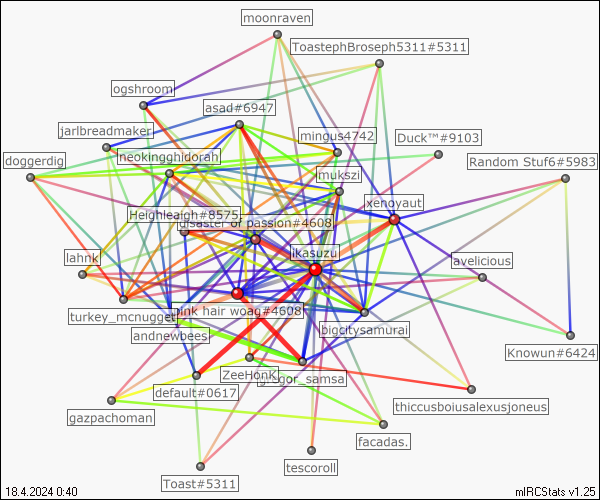 moonraven
ToastephBroseph5311#5311
ogshroom
asad#6947
jarlbreadmaker
mingus4742
Duck™#9103
doggerdig
neokingghidorah
Random Stuf6#5983
mukszi
xenoyaut
Heighleaigh#8575
disaster of passion#4608
ikasuzu
lahnk
avelicious
turkey_mcnugget
pink hair woag#4608
bigcitysamurai
andnewbees
Knowun#6424
ZeeHonK
gregor_samsa
default#0617
thiccusboiusalexusjoneus
gazpachoman
facadas.
tescoroll
Toast#5311
18.4.2024 0:40
mIRCStats v1.25